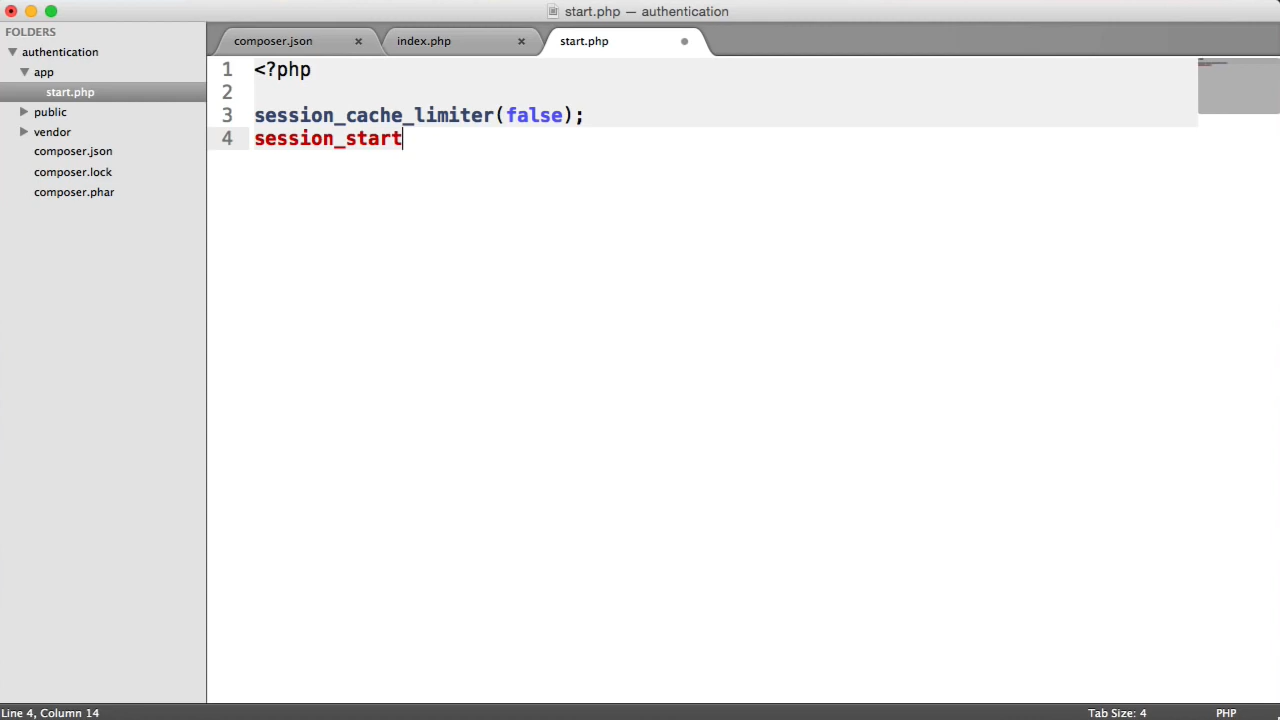 start.php — authentication
FOLDERS
authentication
app
start.php
public
vendor
composer.json
composer.lock
composer.phar
composer.json
index.php
start.php
1 <?php
2
3 session_cache_limiter(false);
4 session_start
Line 4, Column 14
Tab Size: 4
PHP